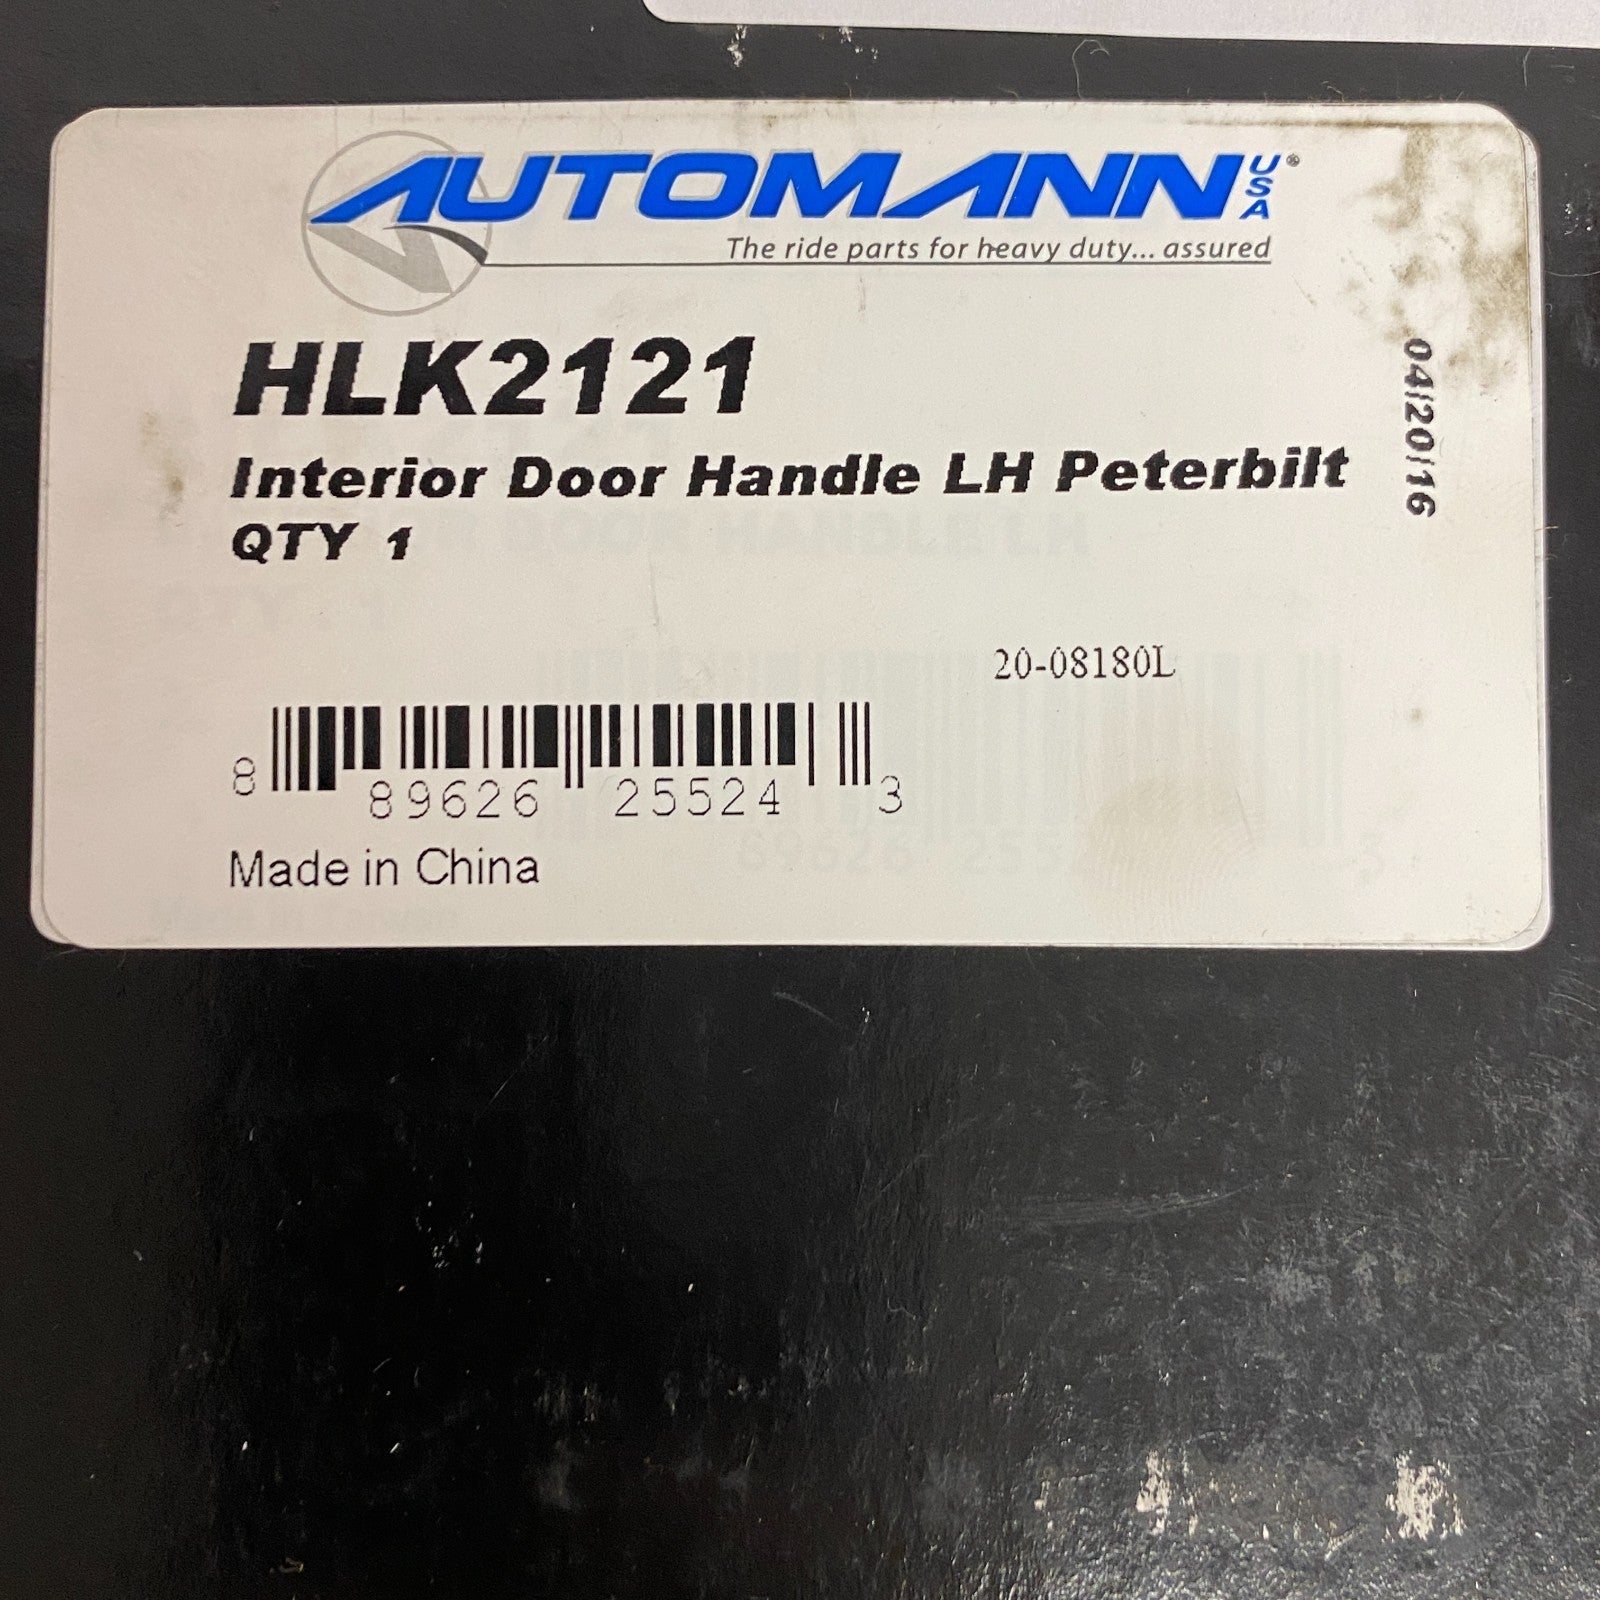 AUTOMANN USA®
The ride parts for heavy duty... assured
HLK2121
Interior Door Handle LH Peterbilt
QTY 1
04/20/16
20-08180L
8 89626 25524 3
Made in China